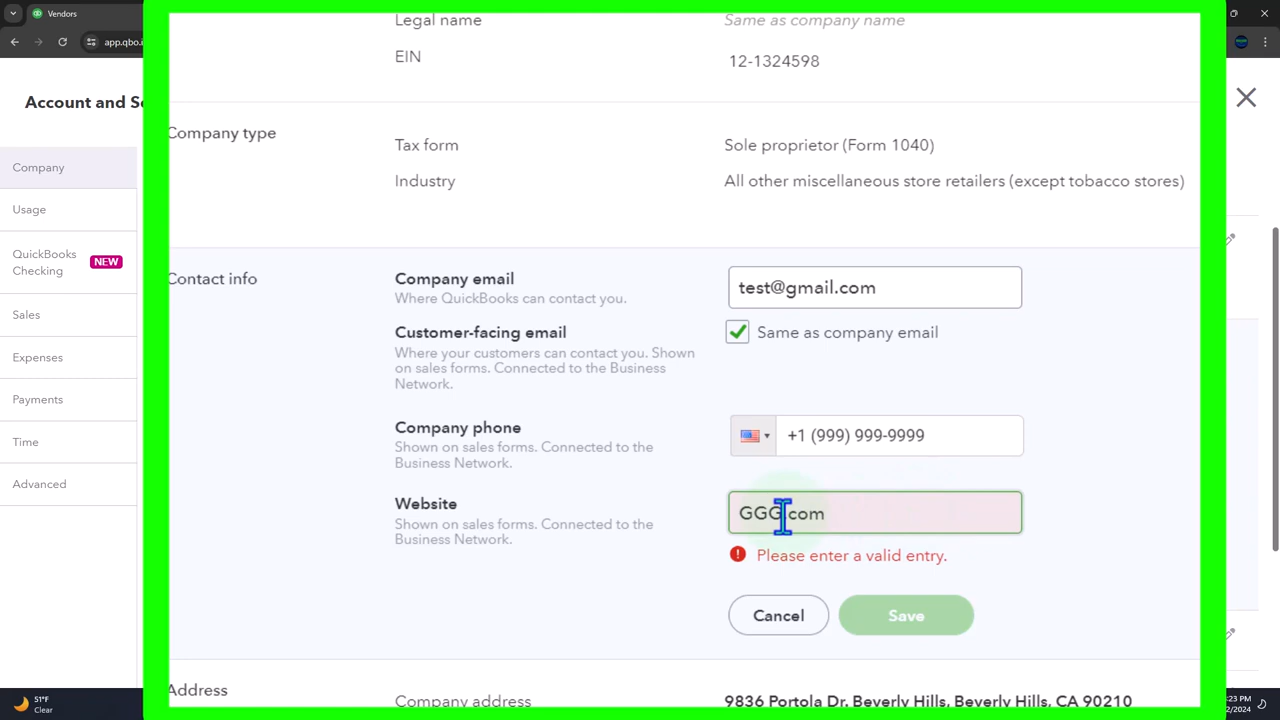 Vendors
app.qbo.i
Account and Se
Company
Usage
QuickBooks
Checking
NEW
Sales
Expenses
Payments
Time
Advanced
Legal name
Same as company name
EIN
12-1324598
Company type
Tax form
Sole proprietor (Form 1040)
Industry
All other miscellaneous store retailers (except tobacco stores)
Contact info
Company email
test@gmail.com
Where QuickBooks can contact you.
Customer-facing email
Same as company email
Where your customers can contact you. Shown
on sales forms. Connected to the Business
Network.
Company phone
+1 (999) 999-9999
Shown on sales forms. Connected to the
Business Network.
Website
GGG.com
Shown on sales forms. Connected to the
Business Network.
Please enter a valid entry.
Cancel
Save
Address
Company address
9836 Portola Dr. Beverly Hills, Beverly Hills, CA 90210
51°F
Clear
:23 PM
2/2024